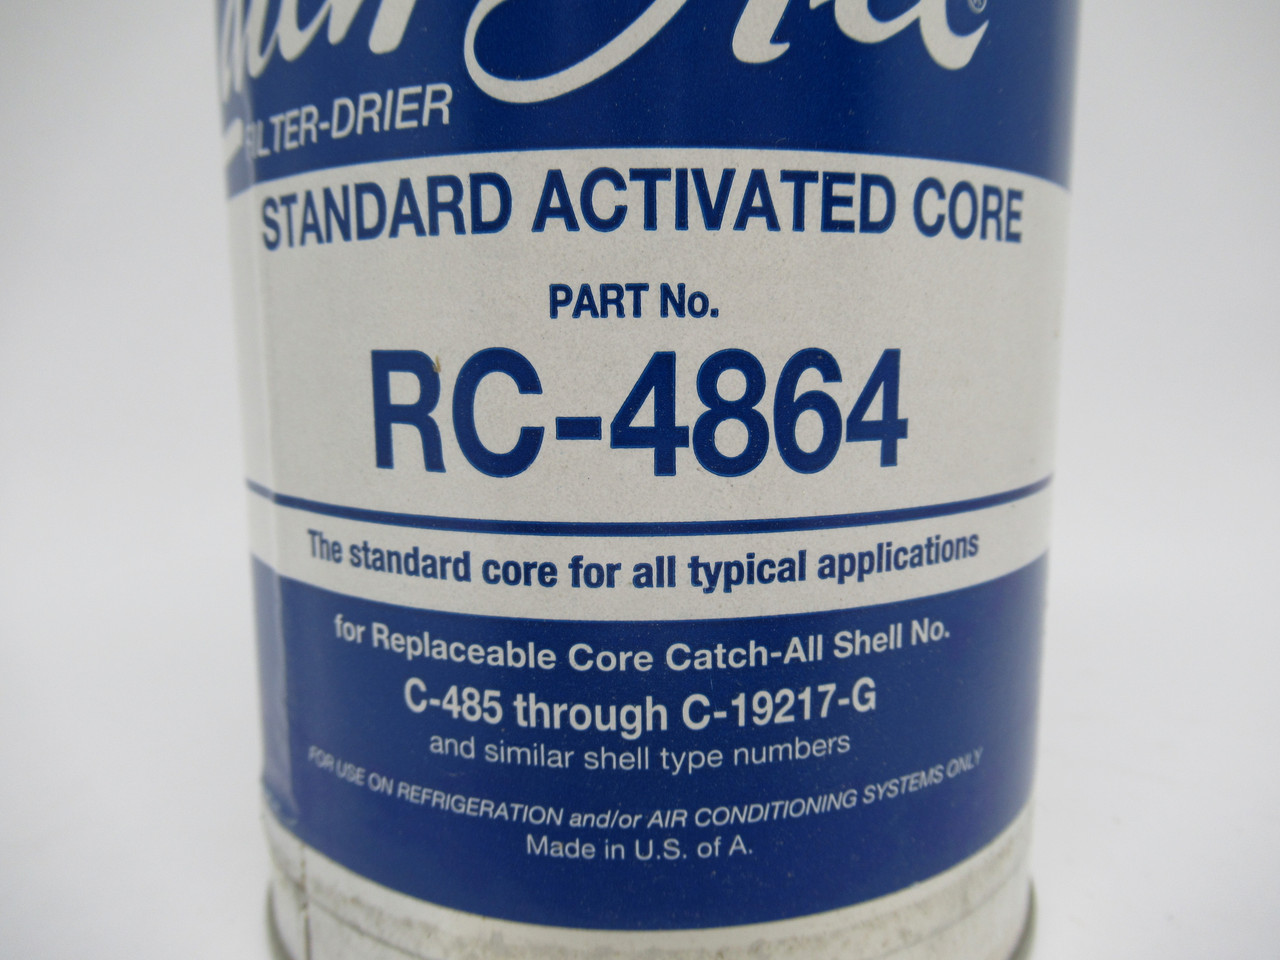 FILTER-DRIER
STANDARD ACTIVATED CORE
PART No.
RC-4864
The standard core for all typical applications
for Replaceable Core Catch-All Shell No.
C-485 through C-19217-G
and similar shell type numbers
FOR USE ON REFRIGERATION and/or AIR CONDITIONING SYSTEMS ONLY
Made in U.S. of A.